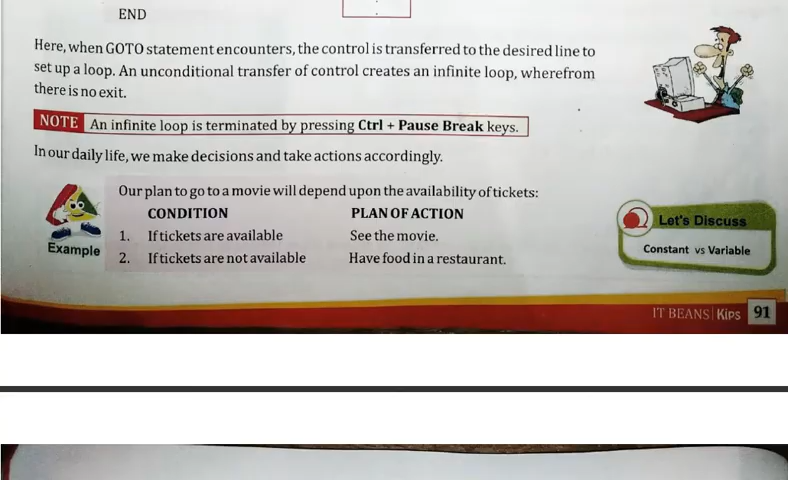 END
Here, when GOTO statement encounters, the control is transferred to the desired line to
set up a loop. An unconditional transfer of control creates an infinite loop, wherefrom
there is no exit.
NOTE An infinite loop is terminated by pressing Ctrl + Pause Break keys.
In our daily life, we make decisions and take actions accordingly.
Example
Our plan to go to a movie will depend upon the availability of tickets:
CONDITION PLAN OF ACTION
1. If tickets are available See the movie.
2. If tickets are not available Have food in a restaurant.
Let's Discuss
Constant vs Variable
IT BEANS | Kips 91